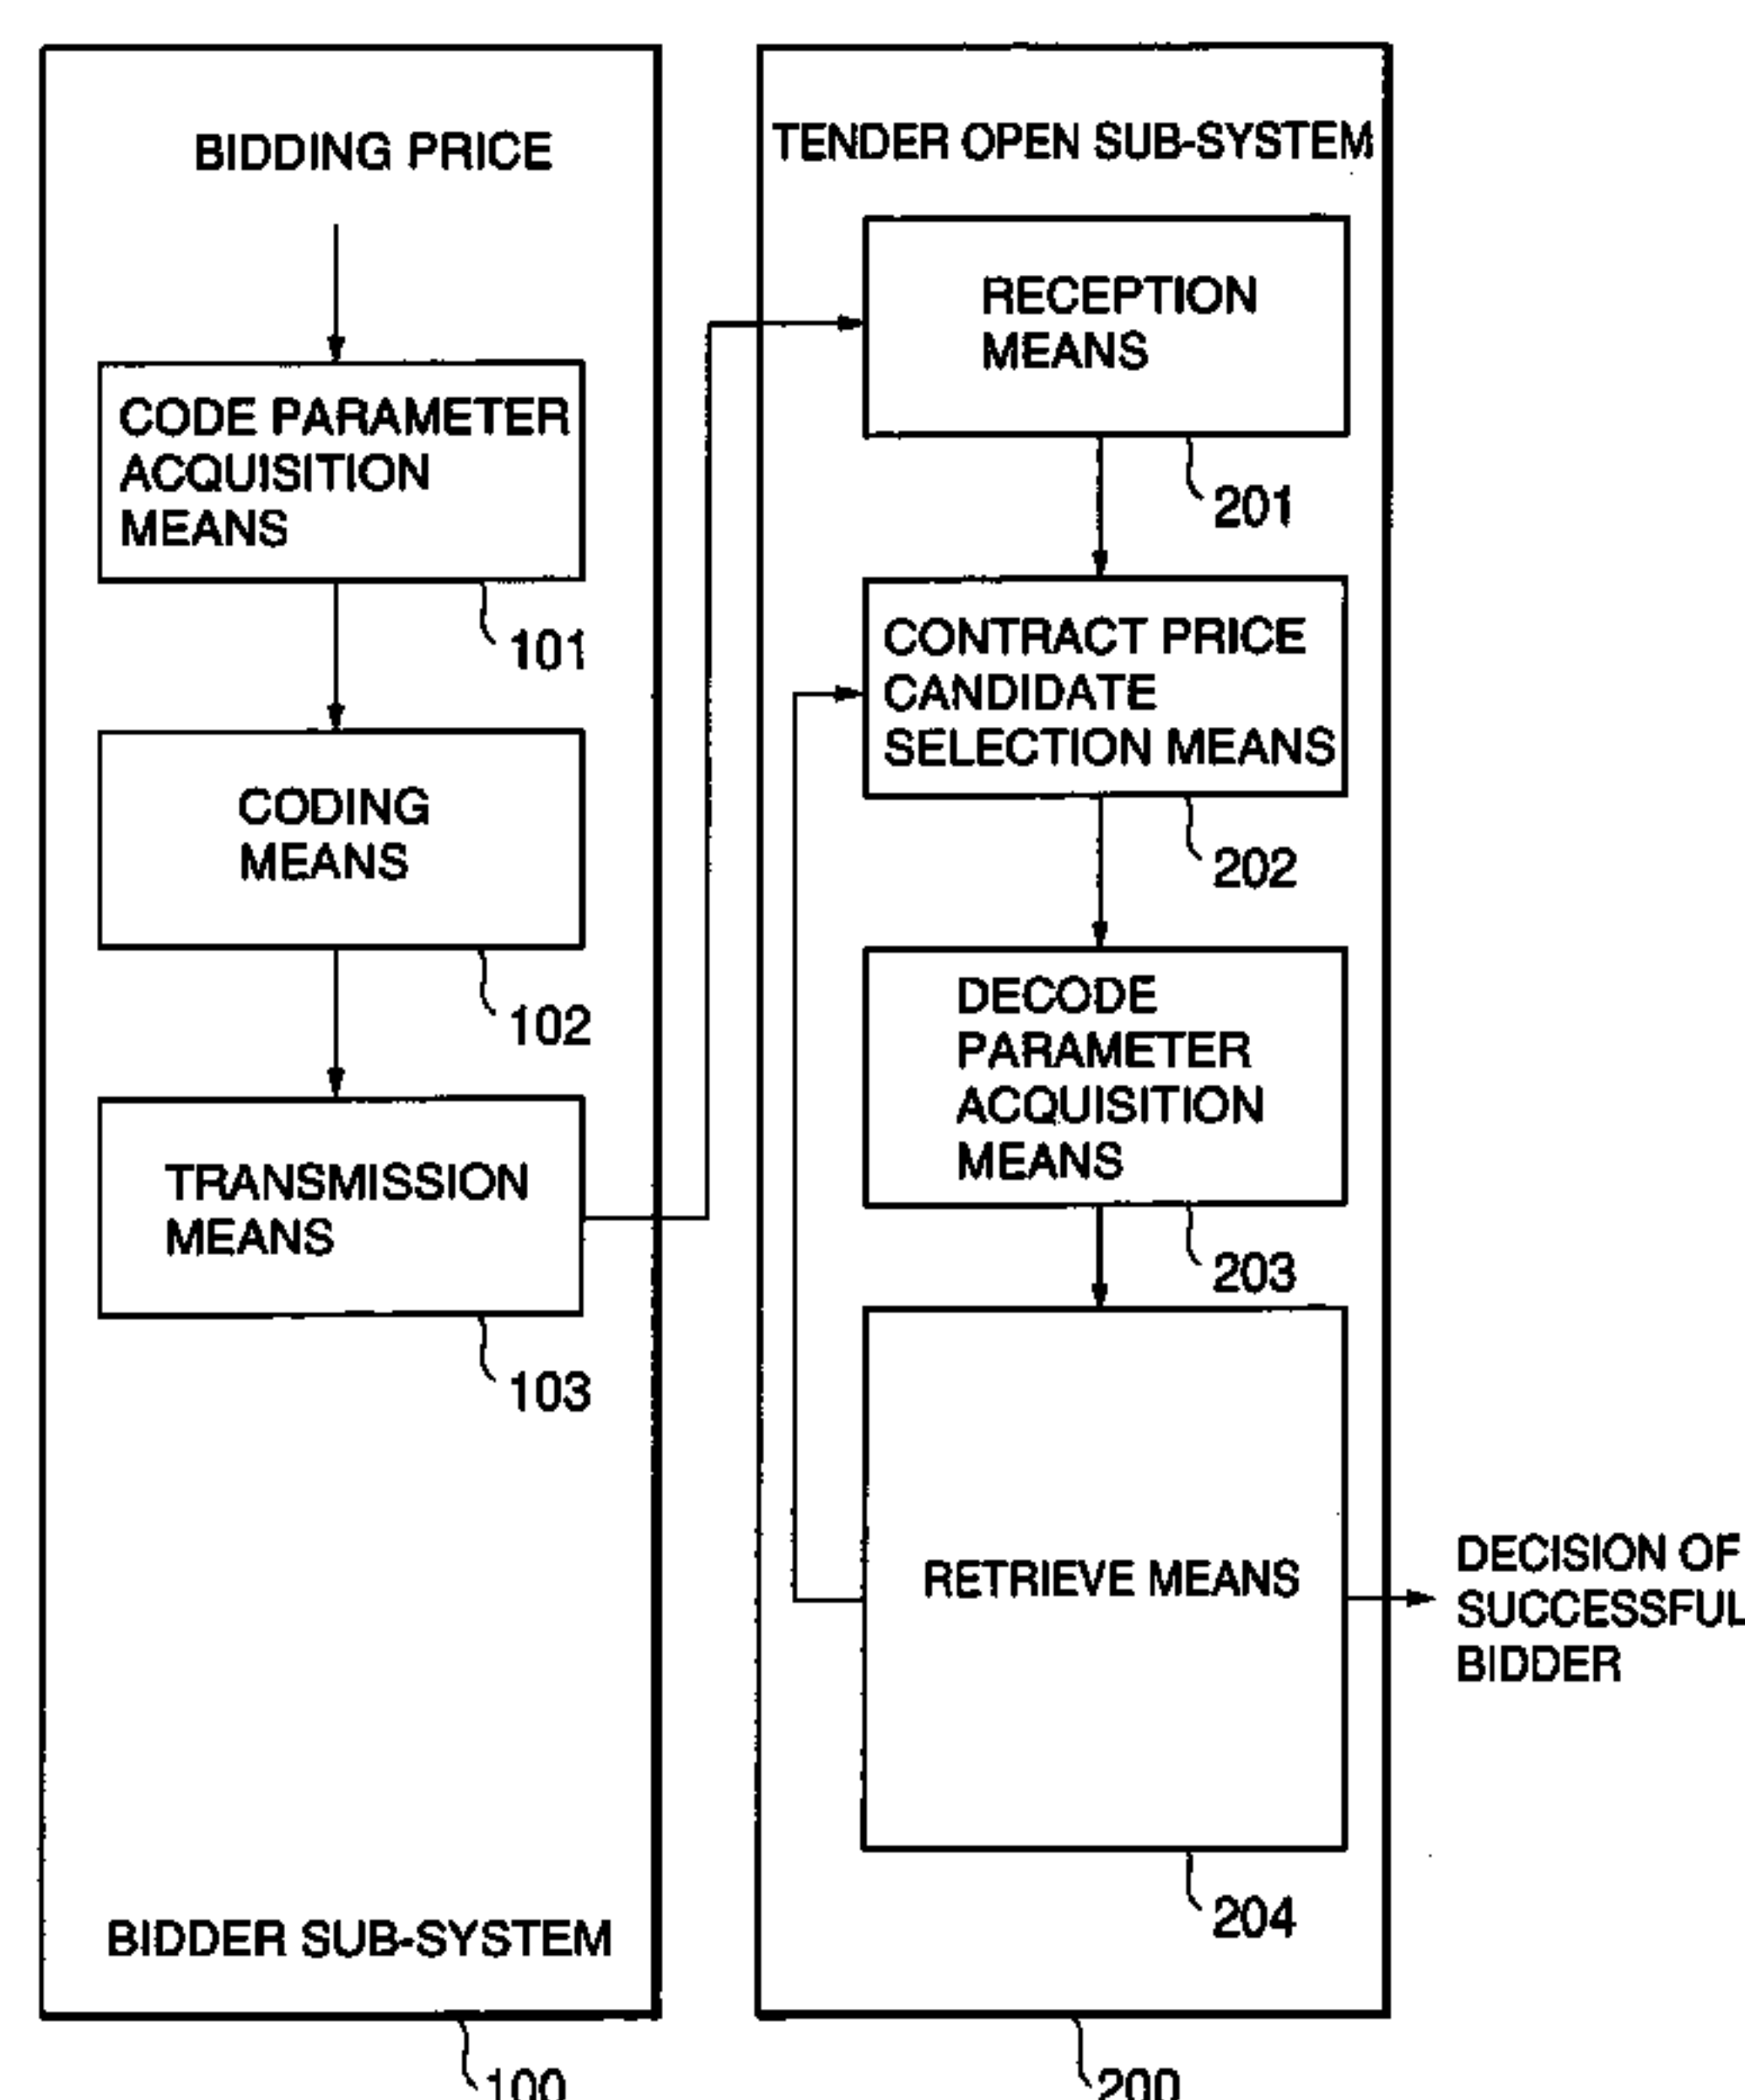 BIDDING PRICE
CODE PARAMETER
ACQUISITION
MEANS
101
CODING
MEANS
102
TRANSMISSION
MEANS
103
BIDDER SUB-SYSTEM
100
TENDER OPEN SUB-SYSTEM
RECEPTION
MEANS
201
CONTRACT PRICE
CANDIDATE
SELECTION MEANS
202
DECODE
PARAMETER
ACQUISITION
MEANS
203
RETRIEVE MEANS
204
DECISION OF
SUCCESSFUL
BIDDER
200